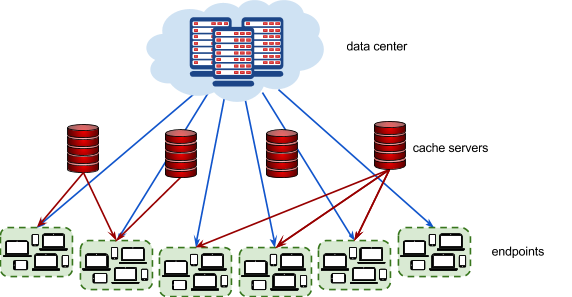 data center
cache servers
endpoints